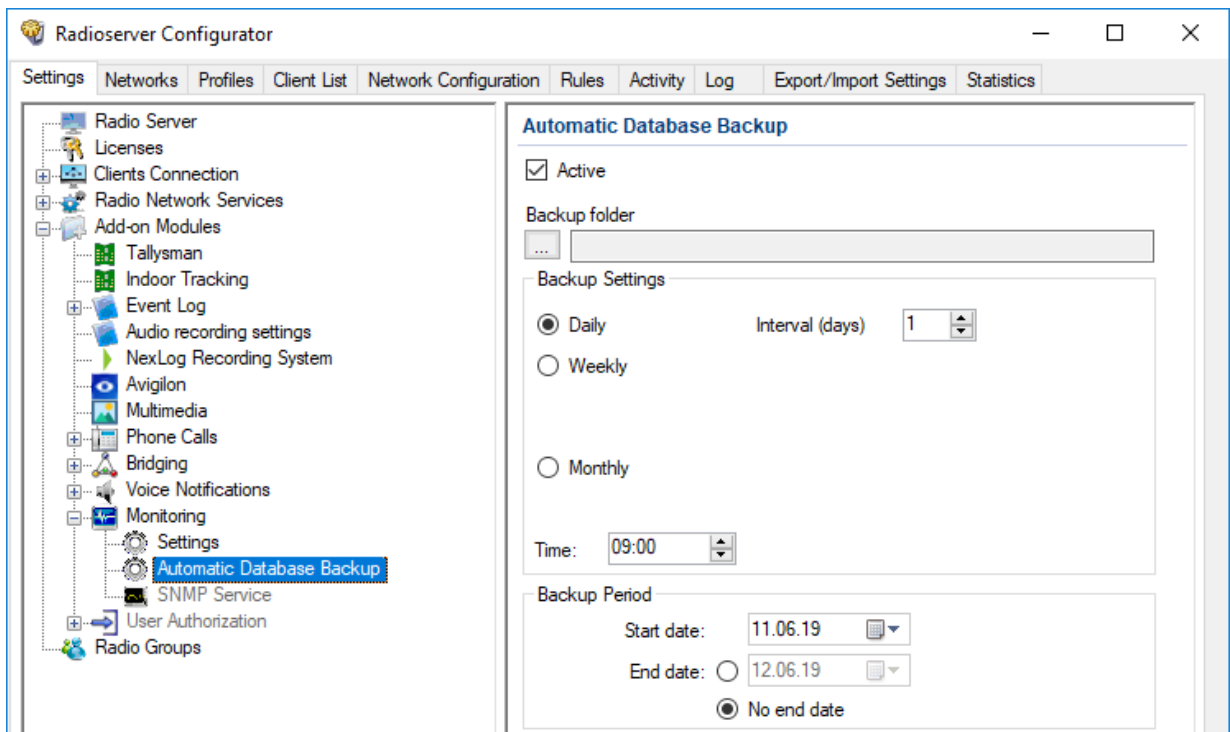 Radioserver Configurator
Settings Networks Profiles Client List Network Configuration Rules Activity Log Export/Import Settings Statistics
Radio Server
Licenses
Clients Connection
Radio Network Services
Add-on Modules
Tallysman
Indoor Tracking
Event Log
Audio recording settings
NexLog Recording System
Avigilon
Multimedia
Phone Calls
Bridging
Voice Notifications
Monitoring
Settings
Automatic Database Backup
SNMP Service
User Authorization
Radio Groups
Automatic Database Backup
Active
Backup folder
...
Backup Settings
Daily Interval (days) 1
Weekly
Monthly
Time: 09:00
Backup Period
Start date: 11.06.19
End date: 12.06.19
No end date